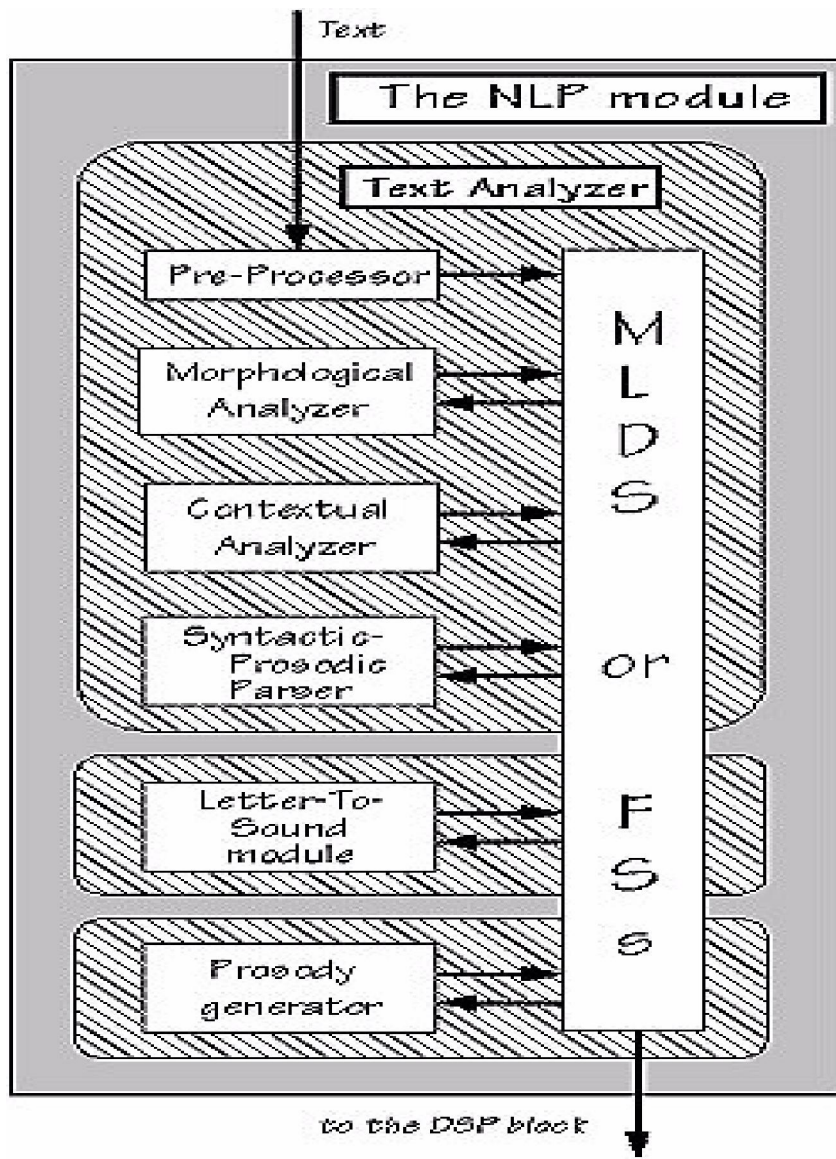 Text
The NLP module
Text Analyzer
Pre-Processor
Morphological
Analyzer
Contextual
Analyzer
Syntactic-
Prosodic
Parser
Letter-To-
Sound
module
Prosody
generator
M
L
D
S
or
F
S
s
to the DSP block